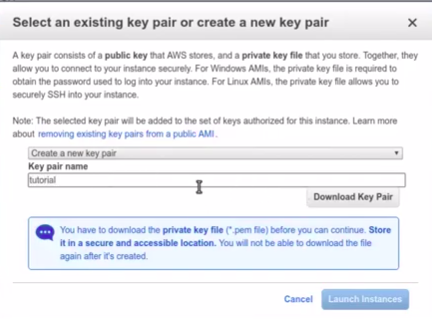 Select an existing key pair or create a new key pair
A key pair consists of a public key that AWS stores, and a private key file that you store. Together, they
allow you to connect to your instance securely. For Windows AMIs, the private key file is required to
obtain the password used to log into your instance. For Linux AMIs, the private key file allows you to
securely SSH into your instance.
Note: The selected key pair will be added to the set of keys authorized for this instance. Learn more
about removing existing key pairs from a public AMI.
Create a new key pair
Key pair name
tutorial
Download Key Pair
You have to download the private key file (*.pem file) before you can continue. Store
it in a secure and accessible location. You will not be able to download the file
again after it's created.
Cancel Launch Instances